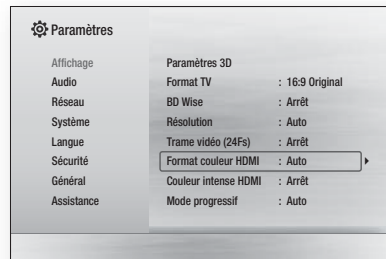 Paramètres
Affichage
Audio
Réseau
Système
Langue
Sécurité
Général
Assistance
Paramètres 3D
Format TV : 16:9 Original
BD Wise : Arrêt
Résolution : Auto
Trame vidéo (24Fs) : Arrêt
Format couleur HDMI : Auto
Couleur intense HDMI : Arrêt
Mode progressif : Auto